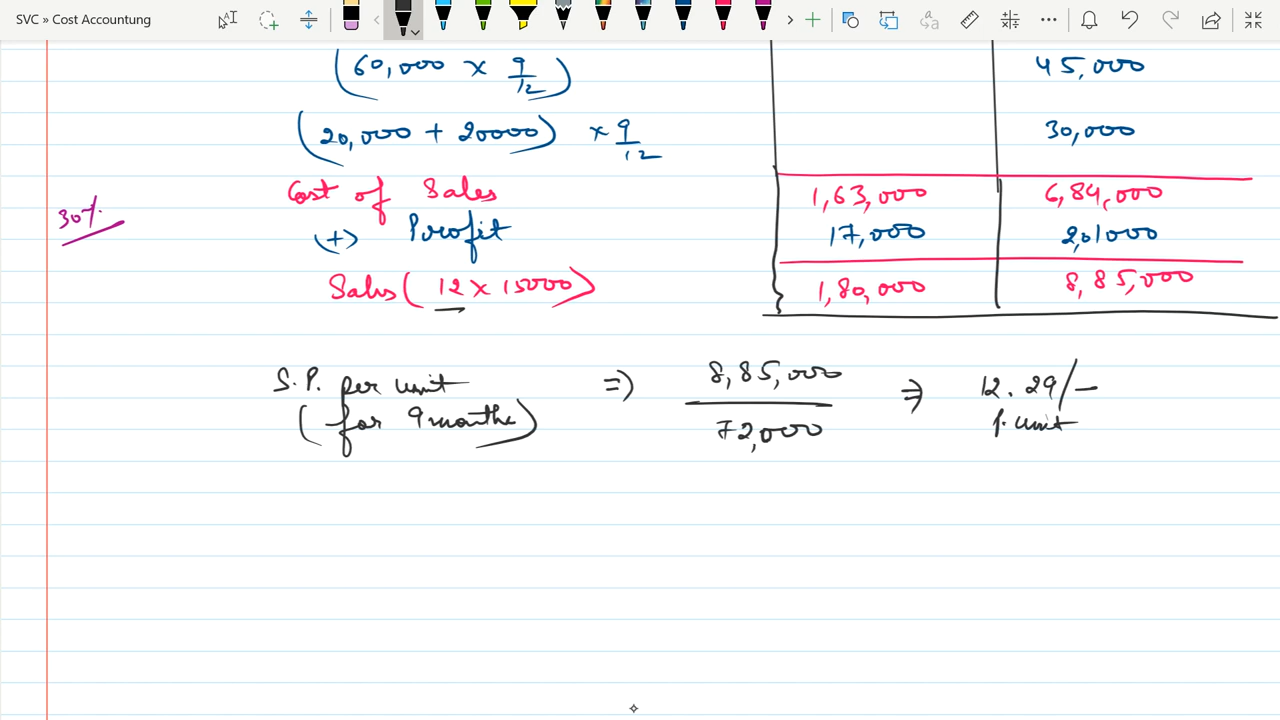 SVC » Cost Accountung
(60,000 x 9/12) 45,000
(20,000 + 20000) x 9/12 30,000
Cost of Sales 1,63,000 6,84,000
30%
(+) Profit 17,000 2,01000
Sales (12 x 15000) 1,80,000 8,85,000
S.P. per unit => 8,85,000 => 12.29/-
(for 9 months) 72,000 p. unit